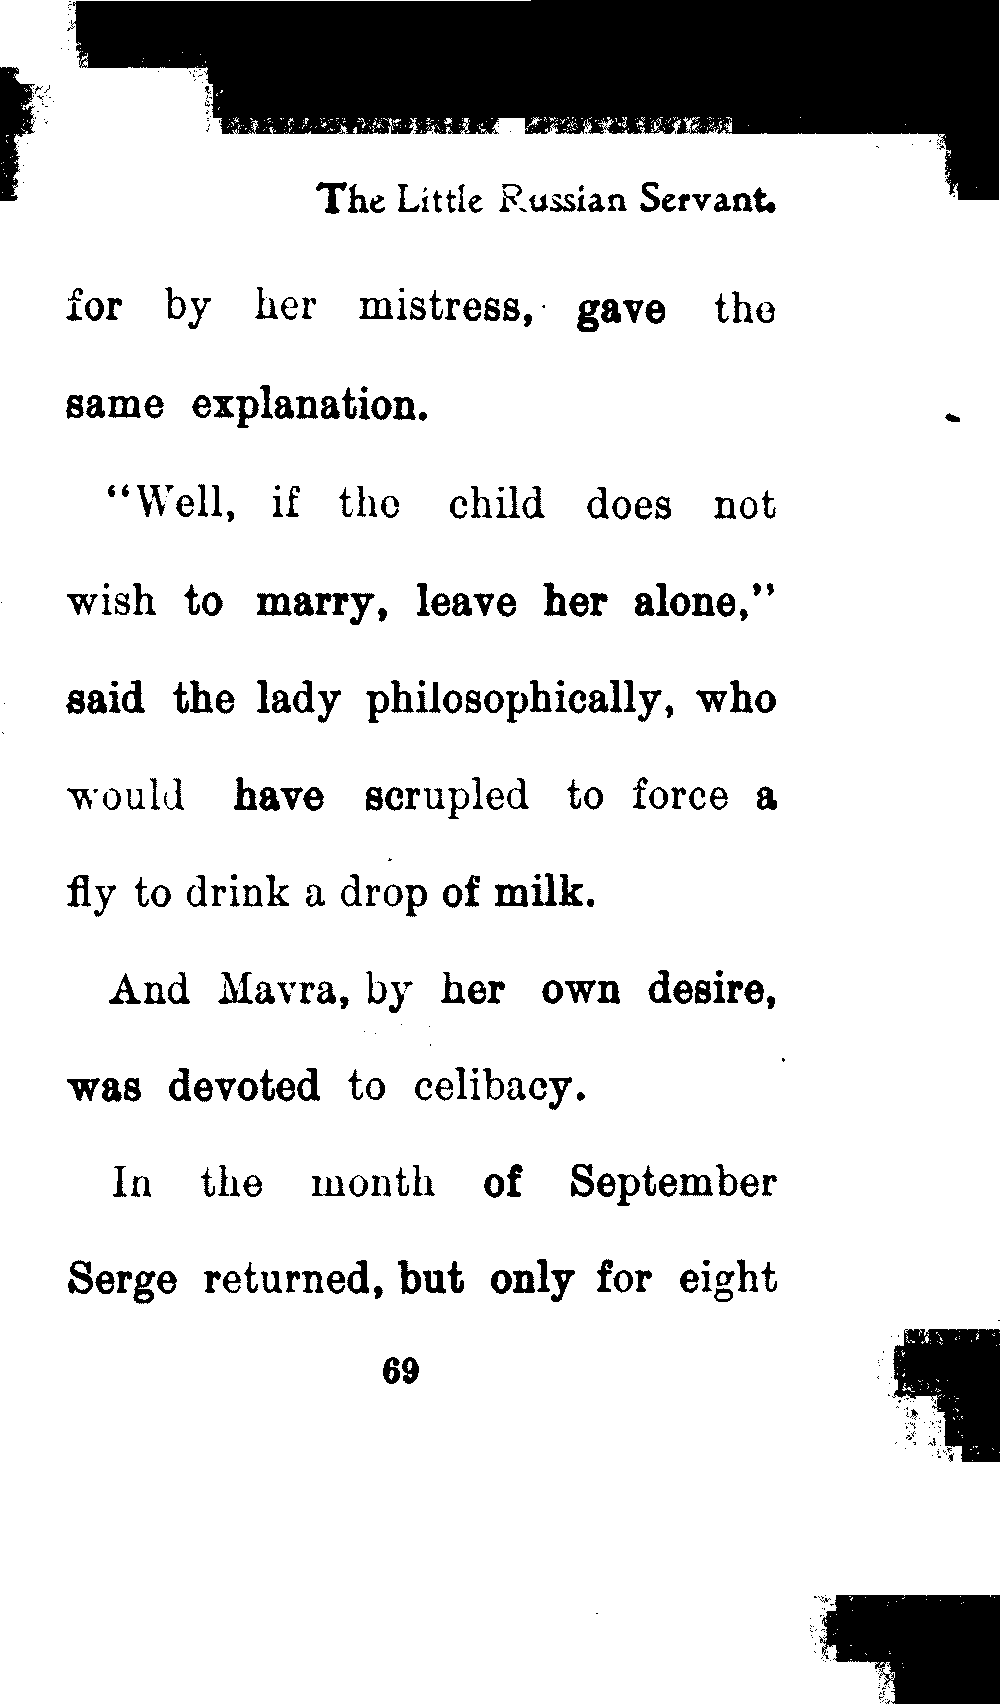 The Little Russian Servant.
for by her mistress, gave the
same explanation.
"Well, if the child does not
wish to marry, leave her alone,"
said the lady philosophically, who
would have scrupled to force a
fly to drink a drop of milk.
And Mavra, by her own desire,
was devoted to celibacy.
In the month of September
Serge returned, but only for eight
69